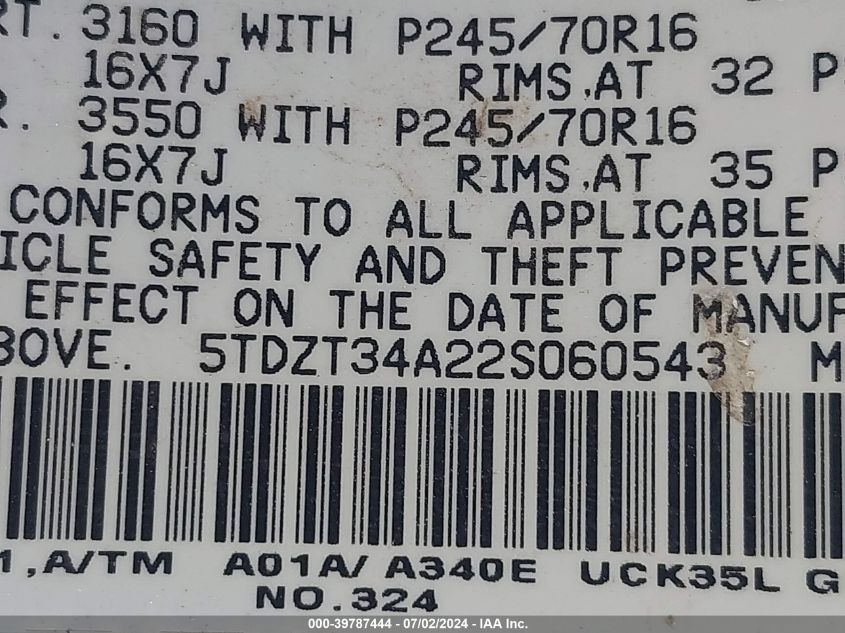 RT. 3160 WITH P245/70R16
16X7J RIMS,AT 32 P
R. 3550 WITH P245/70R16
16X7J RIMS,AT 35 P
CONFORMS TO ALL APPLICABLE
ICLE SAFETY AND THEFT PREVEN
EFFECT ON THE DATE OF MANUF
BOVE. 5TDZT34A22S060543 M
1,A/TM A01A/ A340E UCK35L G
NO.324
000-39787444 - 07/02/2024 - IAA Inc.